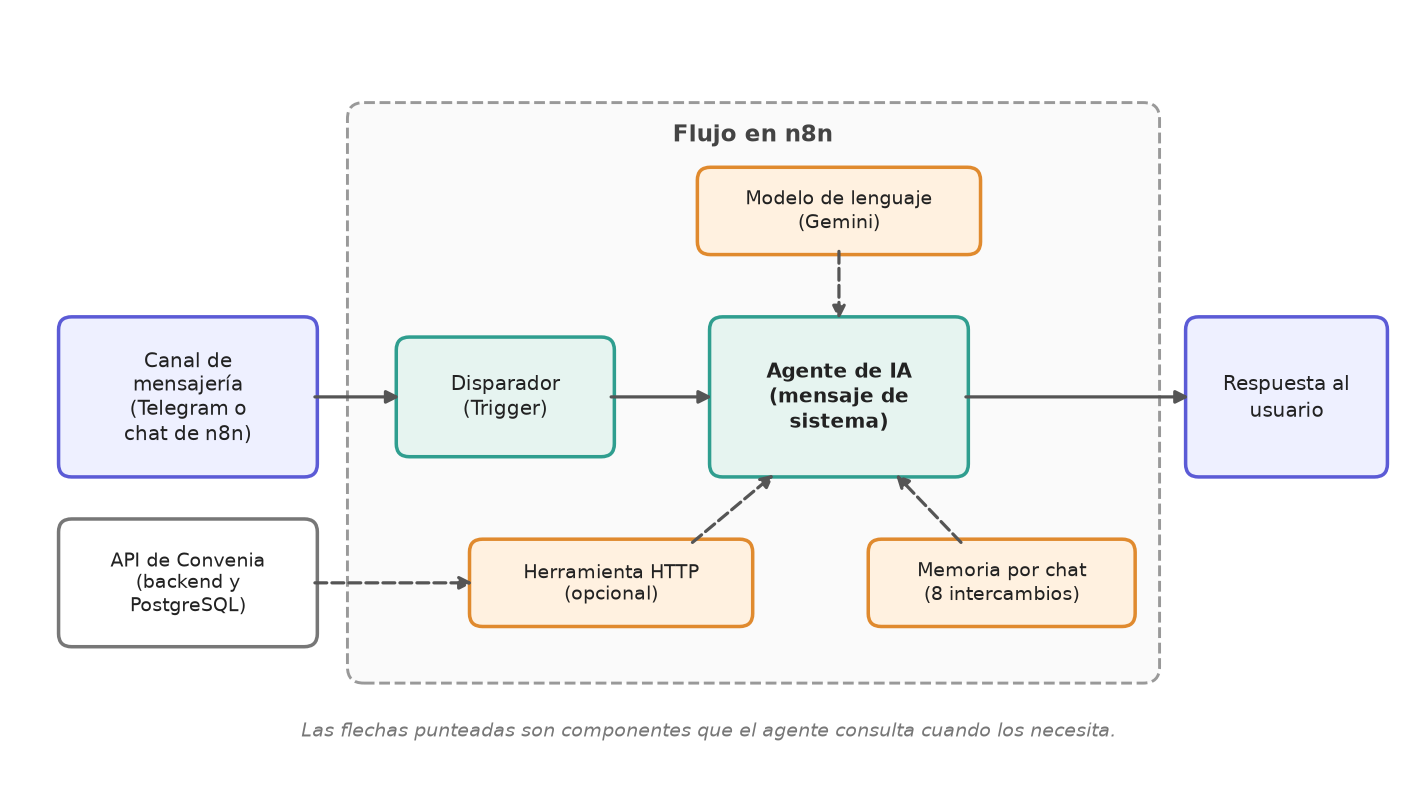 Flujo en n8n
Modelo de lenguaje
(Gemini)
Canal de
mensajería
(Telegram o
chat de n8n)
Disparador
(Trigger)
Agente de IA
(mensaje de
sistema)
Respuesta al
usuario
API de Convenia
(backend y
PostgreSQL)
Herramienta HTTP
(opcional)
Memoria por chat
(8 intercambios)
Las flechas punteadas son componentes que el agente consulta cuando los necesita.